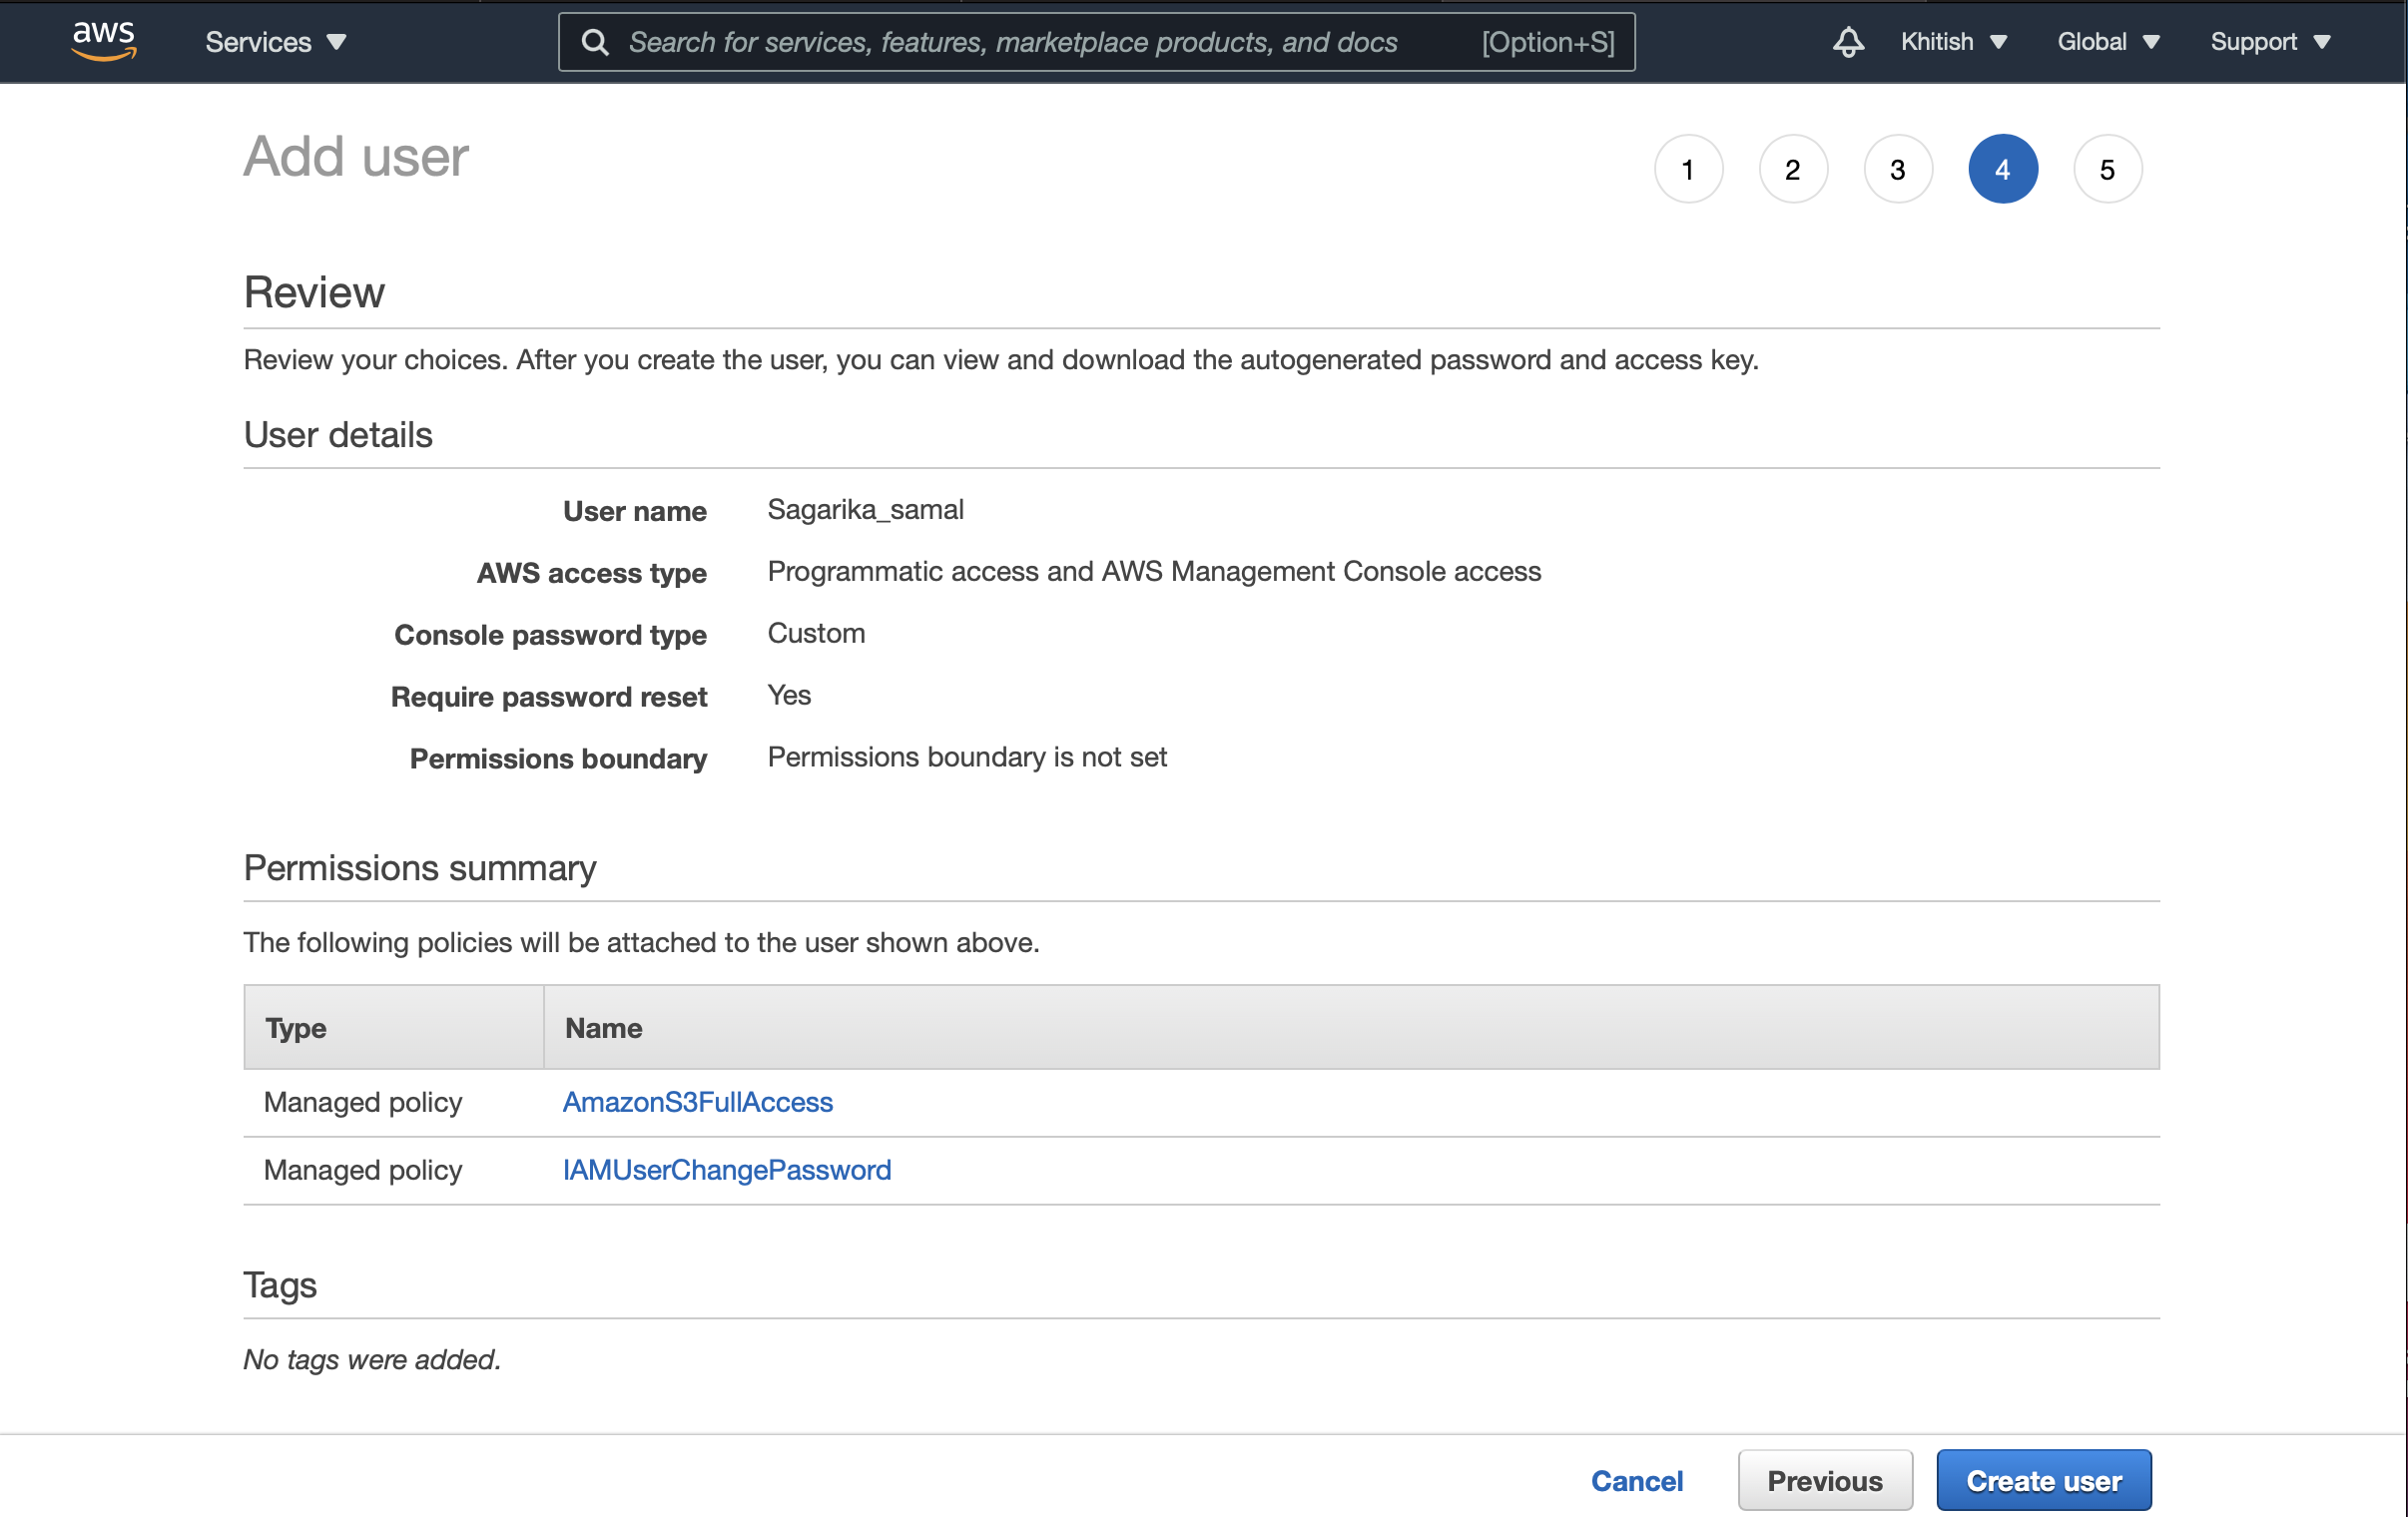 aws
Services
Search for services, features, marketplace products, and docs [Option+S]
Khitish
Global
Support
Add user
1 2 3 4 5
Review
Review your choices. After you create the user, you can view and download the autogenerated password and access key.
User details
User name Sagarika_samal
AWS access type Programmatic access and AWS Management Console access
Console password type Custom
Require password reset Yes
Permissions boundary Permissions boundary is not set
Permissions summary
The following policies will be attached to the user shown above.
Type Name
Managed policy AmazonS3FullAccess
Managed policy IAMUserChangePassword
Tags
No tags were added.
Cancel Previous Create user